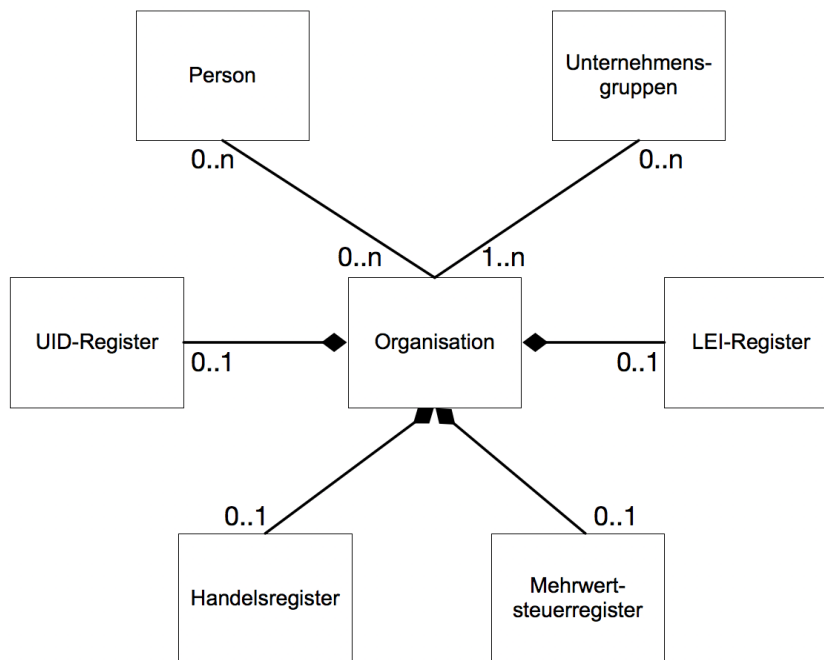 Person
Unternehmens-
gruppen
0..n
0..n
0..n
1..n
UID-Register
Organisation
LEI-Register
0..1
0..1
0..1
0..1
Handelsregister
Mehrwert-
steuerregister